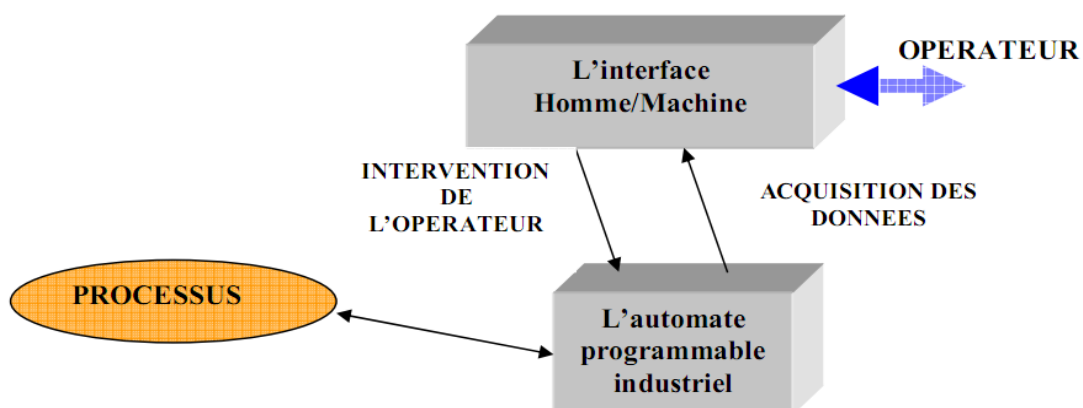 OPERATEUR
L’interface
Homme/Machine
INTERVENTION
DE
L’OPERATEUR
ACQUISITION DES
DONNEES
PROCESSUS
L’automate
programmable
industriel